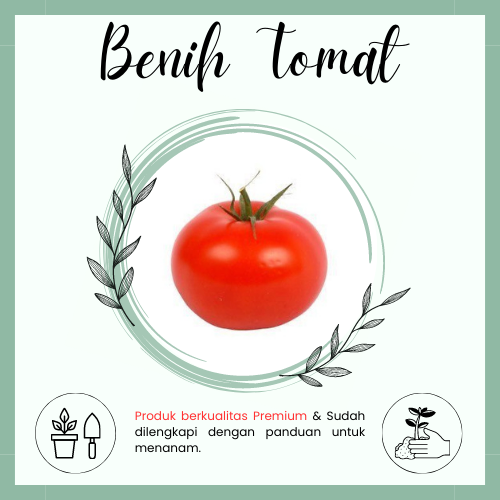 Benih Tomat
Produk berkualitas Premium & Sudah
dilengkapi dengan panduan untuk
menanam.